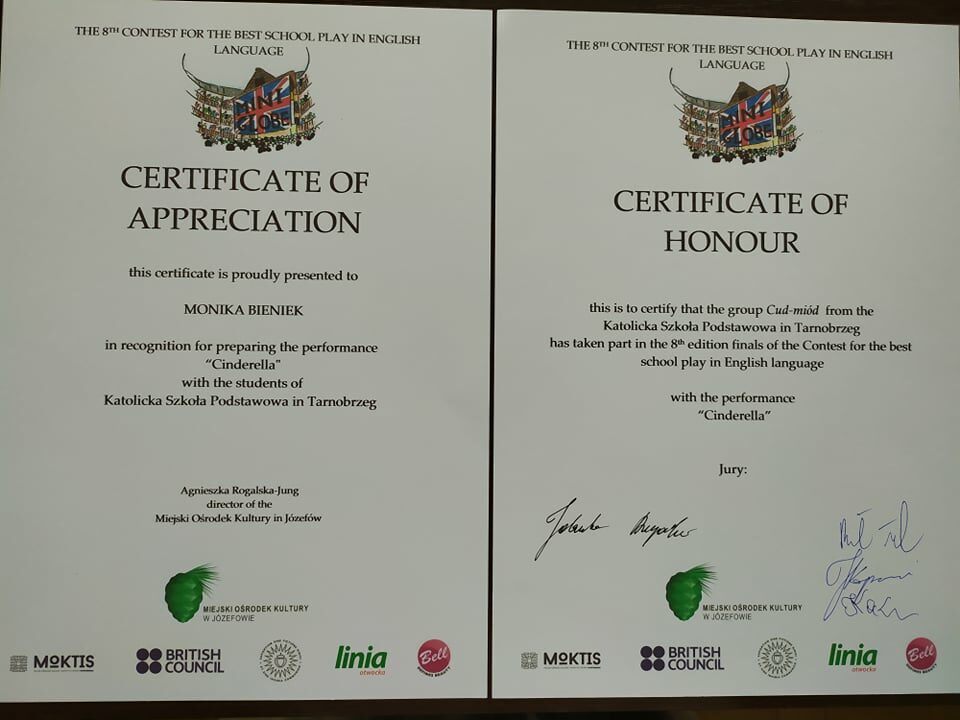 THE 8TH CONTEST FOR THE BEST SCHOOL PLAY IN ENGLISH
LANGUAGE
MINI
GLOBE
CERTIFICATE OF
APPRECIATION
this certificate is proudly presented to
MONIKA BIENIEK
in recognition for preparing the performance
“Cinderella”
with the students of
Katolicka Szkoła Podstawowa in Tarnobrzeg
Agnieszka Rogalska-Jung
director of the
Miejski Ośrodek Kultury in Józefów
MIEJSKI OŚRODEK KULTURY
W JÓZEFOWIE
MOKTIS
BRITISH
COUNCIL
linia
otwocka
Bell
THE 8TH CONTEST FOR THE BEST SCHOOL PLAY IN ENGLISH
LANGUAGE
MINI
GLOBE
CERTIFICATE OF
HONOUR
this is to certify that the group Cud-miód from the
Katolicka Szkoła Podstawowa in Tarnobrzeg
has taken part in the 8th edition finals of the Contest for the best
school play in English language
with the performance
“Cinderella”
Jury:
MIEJSKI OŚRODEK KULTURY
W JÓZEFOWIE
MOKTIS
BRITISH
COUNCIL
linia
otwocka
Bell